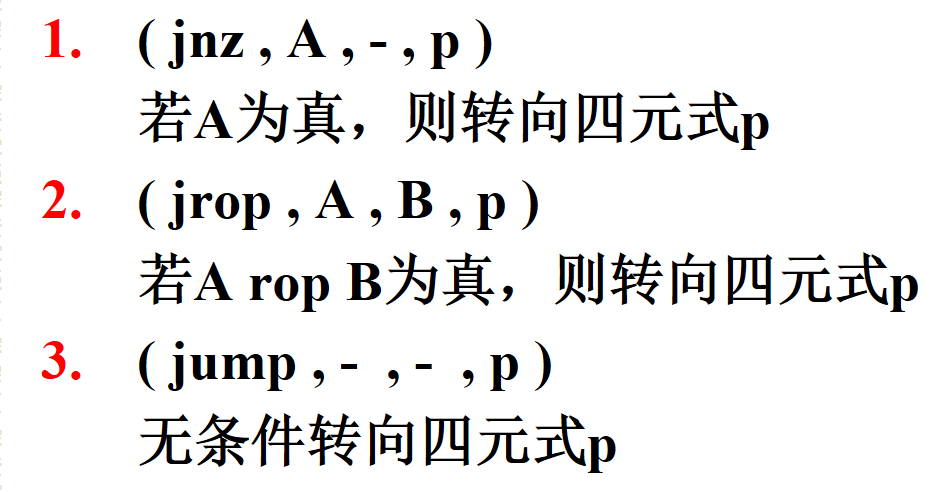 1. ( jnz , A , - , p )
若A为真，则转向四元式p
2. ( jrop , A , B , p )
若A rop B为真，则转向四元式p
3. ( jump , - , - , p )
无条件转向四元式p